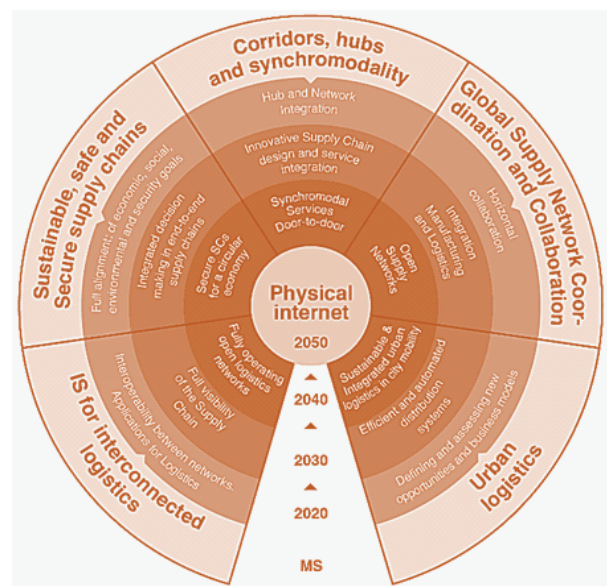 Corridors, hubs
and synchromodality
Hub and Network
Integration
Innovative Supply Chain
design and service
integration
Synchromodal
Services
Door-to-door
Global Supply Network Coor-
dination and Collaboration
Horizontal
collaboration
Integration
Manufacturing
and Logistics
Open
Supply
Networks
Urban
logistics
Defining and assessing new
opportunities and business models
Efficient and automated
distribution
systems
Sustainable &
Integrated urban
logistics in city mobility
IS for interconnected
logistics
Interoperability between networks.
Applications for Logistics
Full visibility
of the Supply
Chain
Fully operating
open logistics
networks
Sustainable, safe and
Secure supply chains
Full alignment; cf economic, social,
environmental and security goals
Integrated decision
making in end-to-end
supply chains
Secure SCs
for a circular
economy
Physical
internet
2050
2040
2030
2020
MS